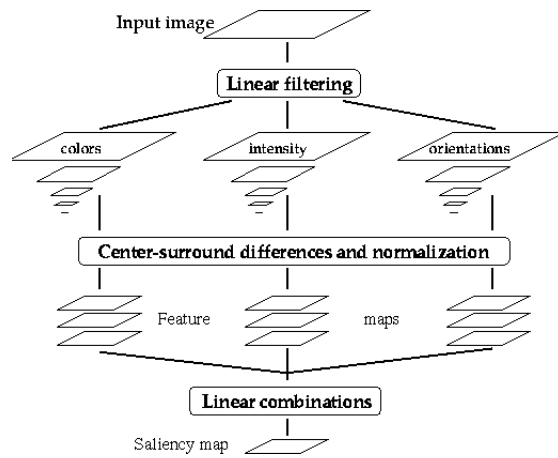 Input image
Linear filtering
colors
intensity
orientations
Center-surround differences and normalization
Feature
maps
Linear combinations
Saliency map